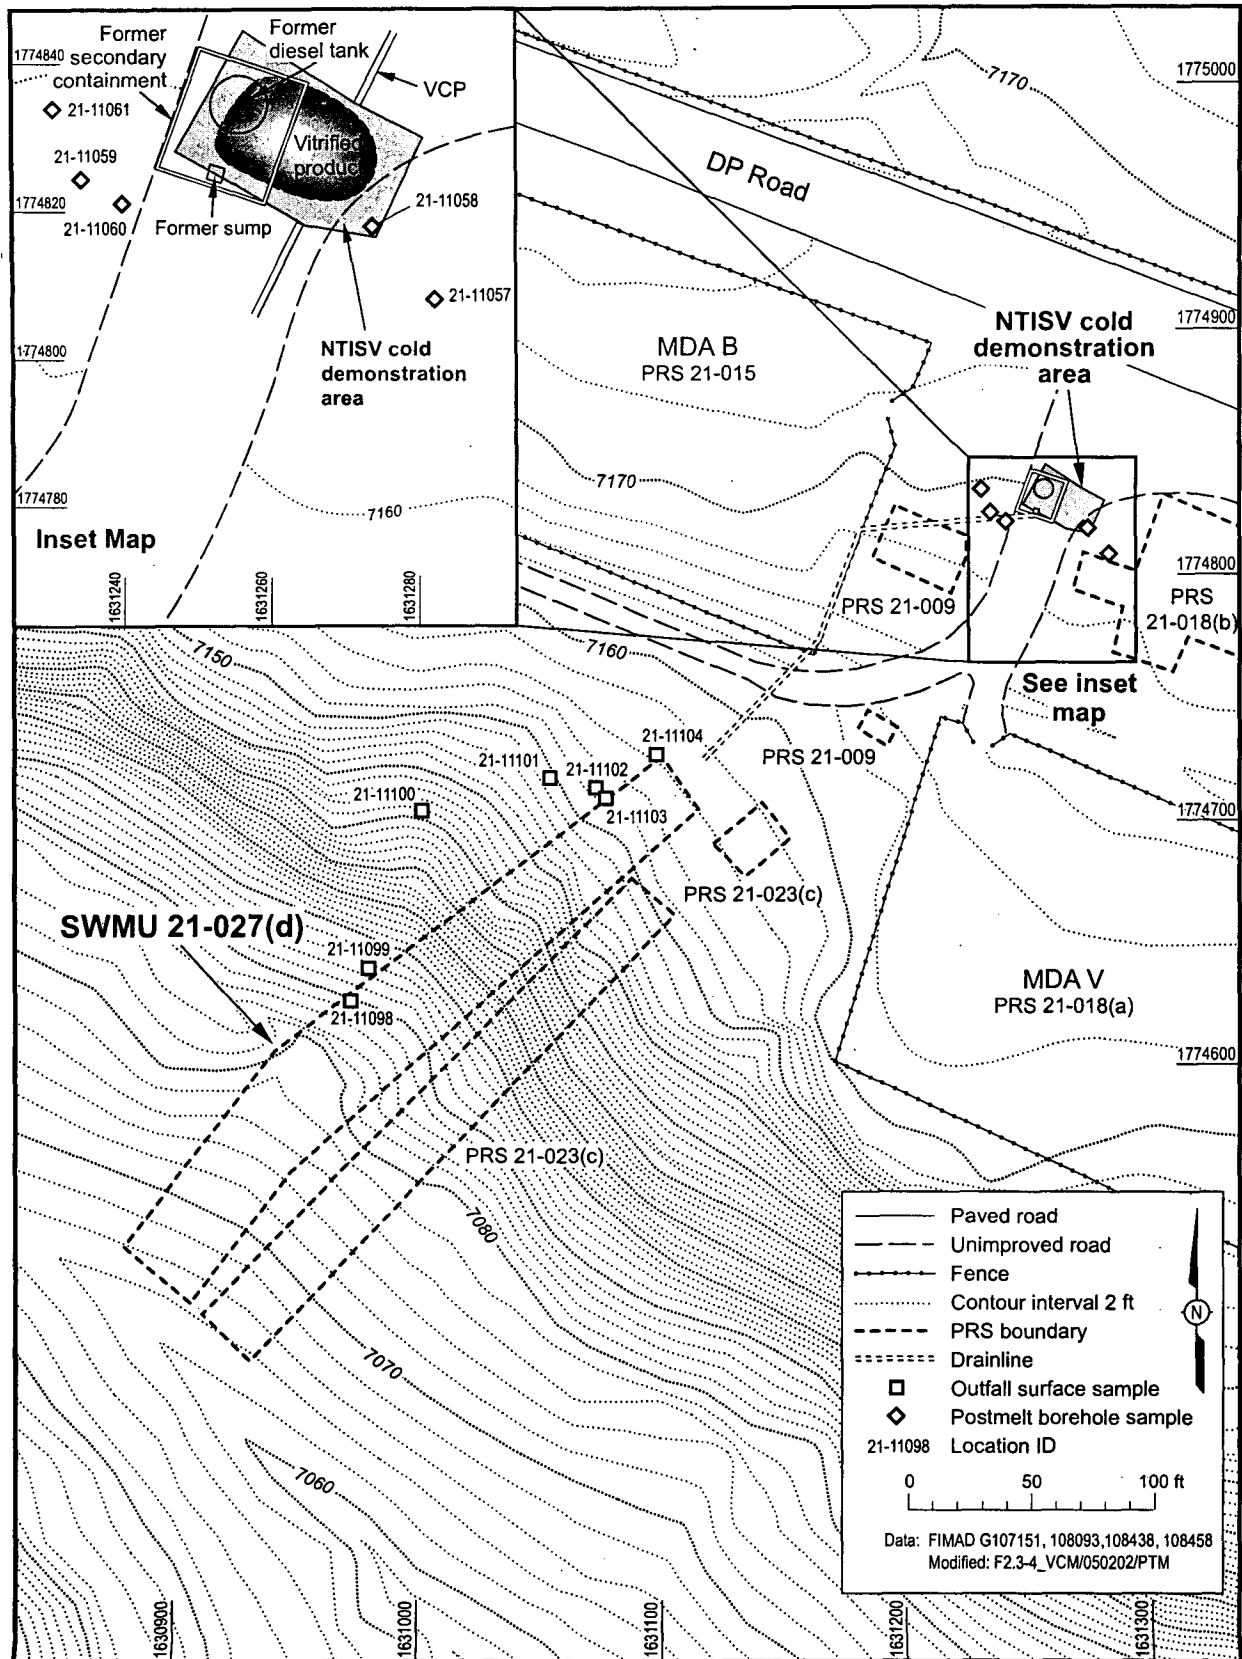 Former
secondary
containment
Former
diesel tank
VCP
1774840
21-11061
21-11059
1774820
21-11060
Former sump
Vitrified
product
21-11058
21-11057
NTISV cold
demonstration
area
1774800
1774780
7160
Inset Map
1631240
1631260
1631280
7170
1775000
DP Road
1774900
NTISV cold
demonstration
area
MDA B
PRS 21-015
7170
1774800
PRS 21-009
PRS
21-018(b)
See inset
map
7150
7160
21-11104
PRS 21-009
21-11101
21-11102
21-11100
21-11103
1774700
PRS 21-023(c)
SWMU 21-027(d)
21-11099
21-11098
MDA V
PRS 21-018(a)
1774600
PRS 21-023(c)
7080
7070
7060
Paved road
Unimproved road
Fence
Contour interval 2 ft
PRS boundary
Drainline
Outfall surface sample
Postmelt borehole sample
21-11098 Location ID
N
0 50 100 ft
Data: FIMAD G107151, 108093,108438, 108458
Modified: F2.3-4_VCM/050202/PTM
1630900
1631000
1631100
1631200
1631300